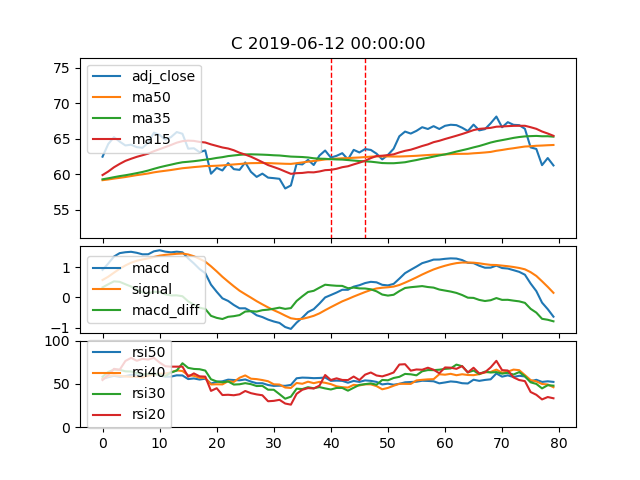 C 2019-06-12 00:00:00
75
70
65
60
55
adj_close
ma50
ma35
ma15
1
0
−1
macd
signal
macd_diff
100
50
0
rsi50
rsi40
rsi30
rsi20
0 10 20 30 40 50 60 70 80